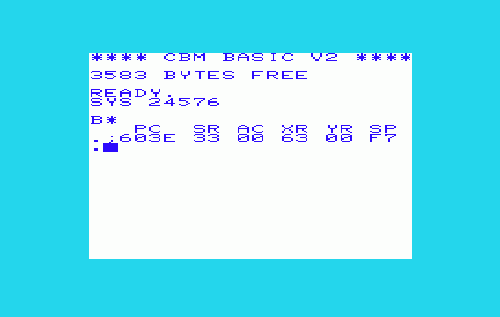 **** CBM BASIC V2 ****
3583 BYTES FREE
READY.
SYS 24576
B*
PC SR AC XR YR SP
.;603E 33 00 63 00 F7
.